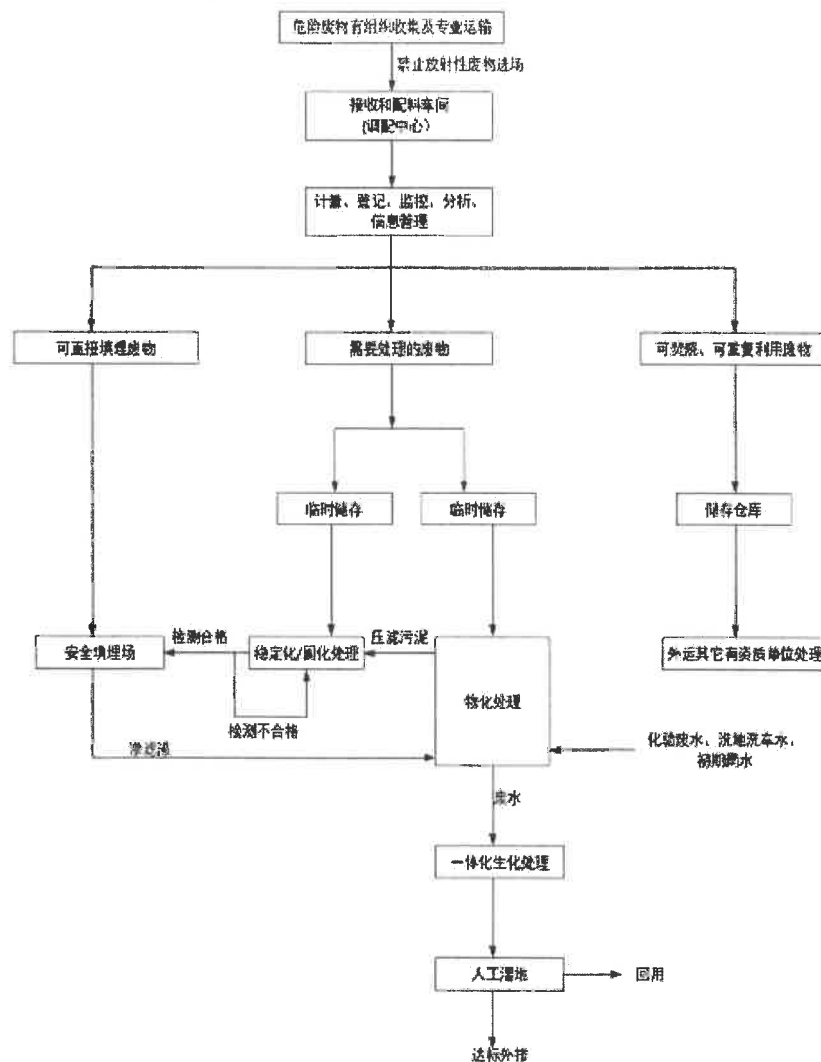 危险废物有组织收集及专业运输
禁止放射性废物进场
接收和配料车间
(调配中心)
计量、登记、监控、分析、
信息管理
可直接填埋废物
需要处理的废物
可焚烧、可重复利用废物
临时储存
临时储存
储存仓库
检测合格
压滤污泥
安全填埋场
稳定化/固化处理
外运其它有资质单位处理
物化处理
检测不合格
渗滤液
化验废水、洗地洗车水、
初期雨水
废水
一体化生化处理
人工湿地
回用
达标外排